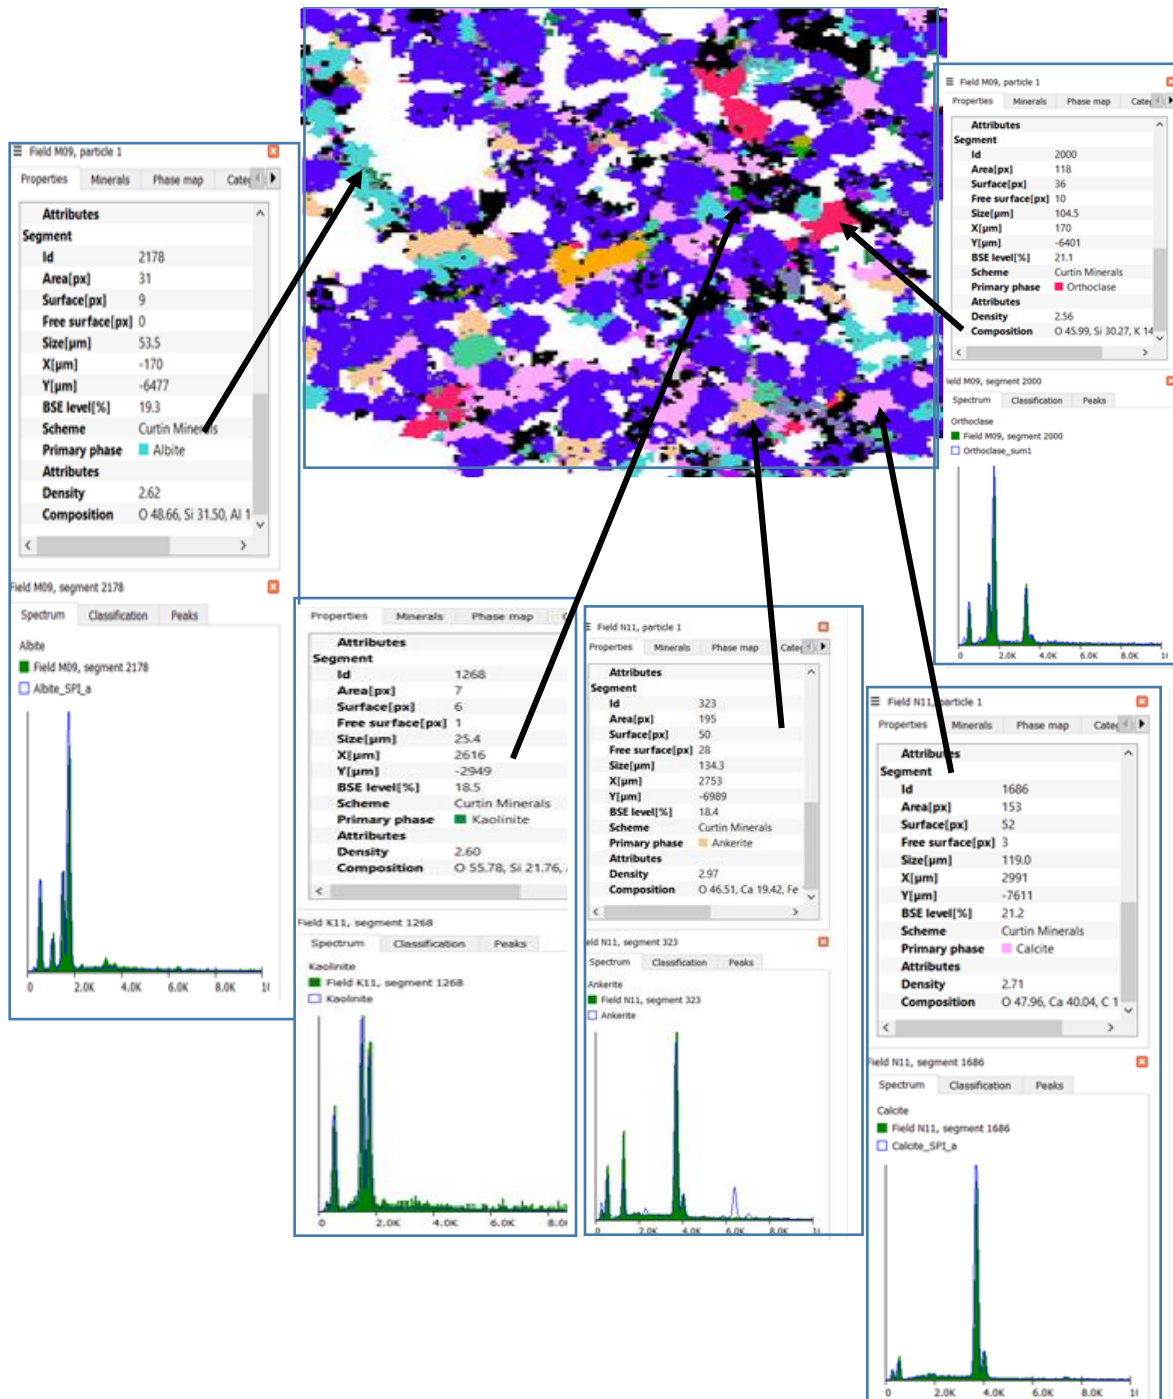 Field M09, particle 1
Properties Minerals Phase map
Attributes
Segment
Id 2178
Area[px] 31
Surface[px] 9
Free surface[px] 0
Size[µm] 53.5
X[µm] -170
Y[µm] -6477
BSE level[%] 19.3
Scheme Curtin Minerals
Primary phase Albite
Attributes
Density 2.62
Composition O 48.66, Si 31.50, Al 1
Field M09, segment 2178
Spectrum Classification Peaks
Albite
Field M09, segment 2178
Albite_SPI_a
0 2.0K 4.0K 6.0K 8.0K 1
Properties Minerals Phase map
Attributes
Segment
Id 1268
Area[px] 7
Surface[px] 6
Free surface[px] 1
Size[µm] 25.4
X[µm] 2616
Y[µm] -2949
BSE level[%] 18.5
Scheme Curtin Minerals
Primary phase Kaolinite
Attributes
Density 2.60
Composition O 55.78, Si 21.76,
Field K11, segment 1268
Spectrum Classification Peaks
Kaolinite
Field K11, segment 1268
Kaolinite
0 2.0K 4.0K 6.0K 8.0
Field N11, particle 1
Properties Minerals Phase map Cate
Attributes
Segment
Id 323
Area[px] 195
Surface[px] 50
Free surface[px] 28
Size[µm] 134.3
X[µm] 2753
Y[µm] -6989
BSE level[%] 18.4
Scheme Curtin Minerals
Primary phase Ankerite
Attributes
Density 2.97
Composition O 46.51, Ca 19.42, Fe
eld N11, segment 323
Spectrum Classification Peaks
Ankerite
Field N11, segment 323
Ankerite
0 2.0K 4.0K 6.0K 8.0K 1
Field M09, particle 1
Properties Minerals Phase map Cate
Attributes
Segment
Id 2000
Area[px] 118
Surface[px] 36
Free surface[px] 10
Size[µm] 104.5
X[µm] 170
Y[µm] -6401
BSE level[%] 21.1
Scheme Curtin Minerals
Primary phase Orthoclase
Attributes
Density 2.56
Composition O 45.99, Si 30.27, K 14
ield M09, segment 2000
Spectrum Classification Peaks
Orthoclase
Field M09, segment 2000
Orthoclase_sum1
0 2.0K 4.0K 6.0K 8.0K 1
Field N11, particle 1
Properties Minerals Phase map Cate
Attributes
Segment
Id 1686
Area[px] 153
Surface[px] 52
Free surface[px] 3
Size[µm] 119.0
X[µm] 2991
Y[µm] -7611
BSE level[%] 21.2
Scheme Curtin Minerals
Primary phase Calcite
Attributes
Density 2.71
Composition O 47.96, Ca 40.04, C 1
Field N11, segment 1686
Spectrum Classification Peaks
Calcite
Field N11, segment 1686
Calcite_SPI_a
0 2.0K 4.0K 6.0K 8.0K 1